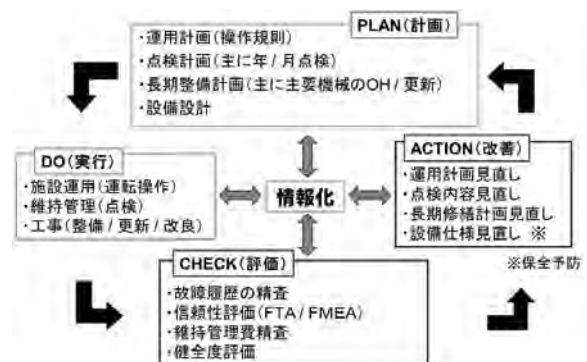 PLAN(計画)
・運用計画(操作規則)
・点検計画(主に年/月点検)
・長期整備計画(主に主要機械のOH/更新)
・設備設計
DO(実行)
・施設運用(運転操作)
・維持管理(点検)
・工事(整備/更新/改良)
情報化
ACTION(改善)
・運用計画見直し
・点検内容見直し
・長期修繕計画見直し
・設備仕様見直し ※
※保全予防
CHECK(評価)
・故障履歴の精査
・信頼性評価(FTA/FMEA)
・維持管理費精査
・健全度評価